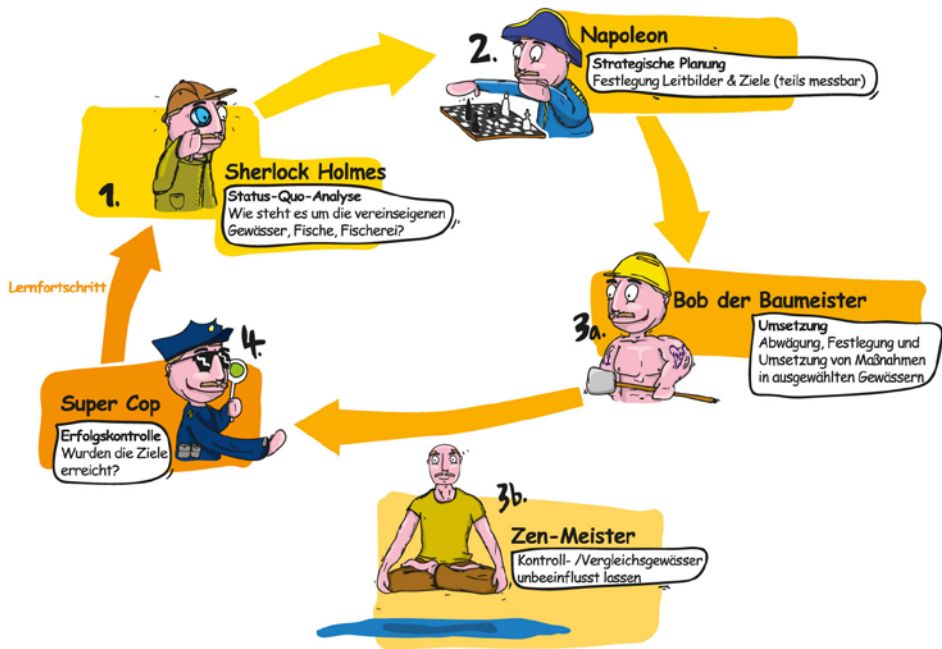 1.
Sherlock Holmes
Status-Quo-Analyse
Wie steht es um die vereinseigenen
Gewässer, Fische, Fischerei?
2.
Napoleon
Strategische Planung
Festlegung Leitbilder & Ziele (teils messbar)
3a.
Bob der Baumeister
Umsetzung
Abwägung, Festlegung und
Umsetzung von Maßnahmen
in ausgewählten Gewässern
3b.
Zen-Meister
Kontroll- /Vergleichsgewässer
unbeeinflusst lassen
4.
Super Cop
Erfolgskontrolle
Wurden die Ziele
erreicht?
Lernfortschritt